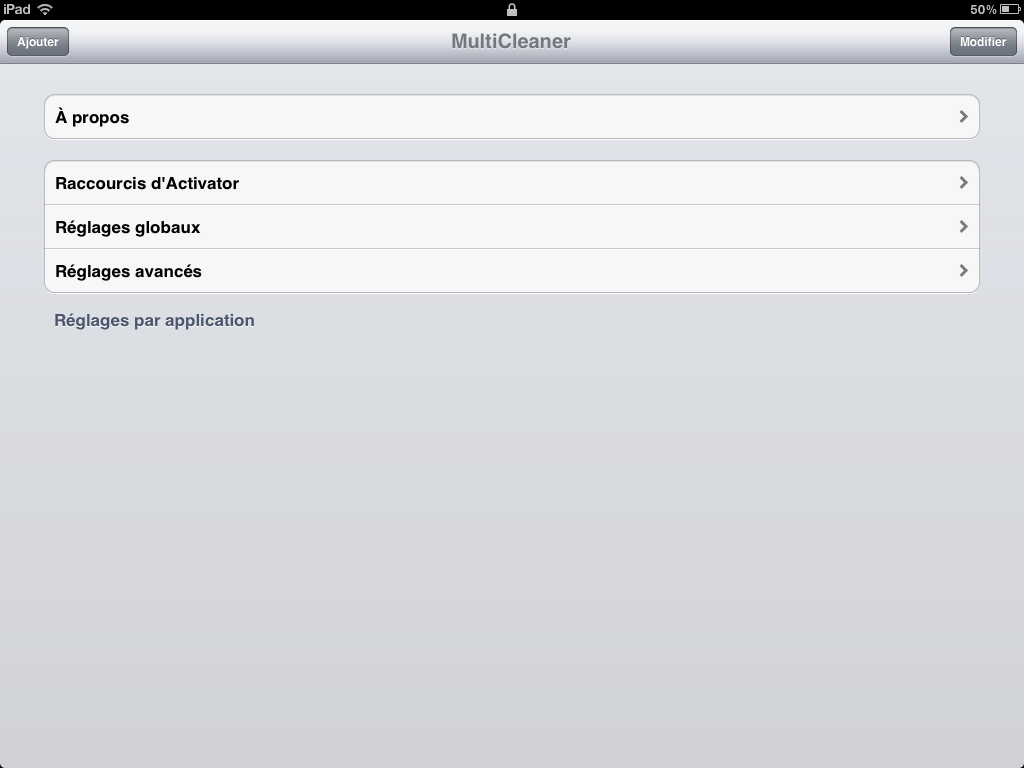 iPad 50%
Ajouter MultiCleaner Modifier
À propos
Raccourcis d'Activator
Réglages globaux
Réglages avancés
Réglages par application